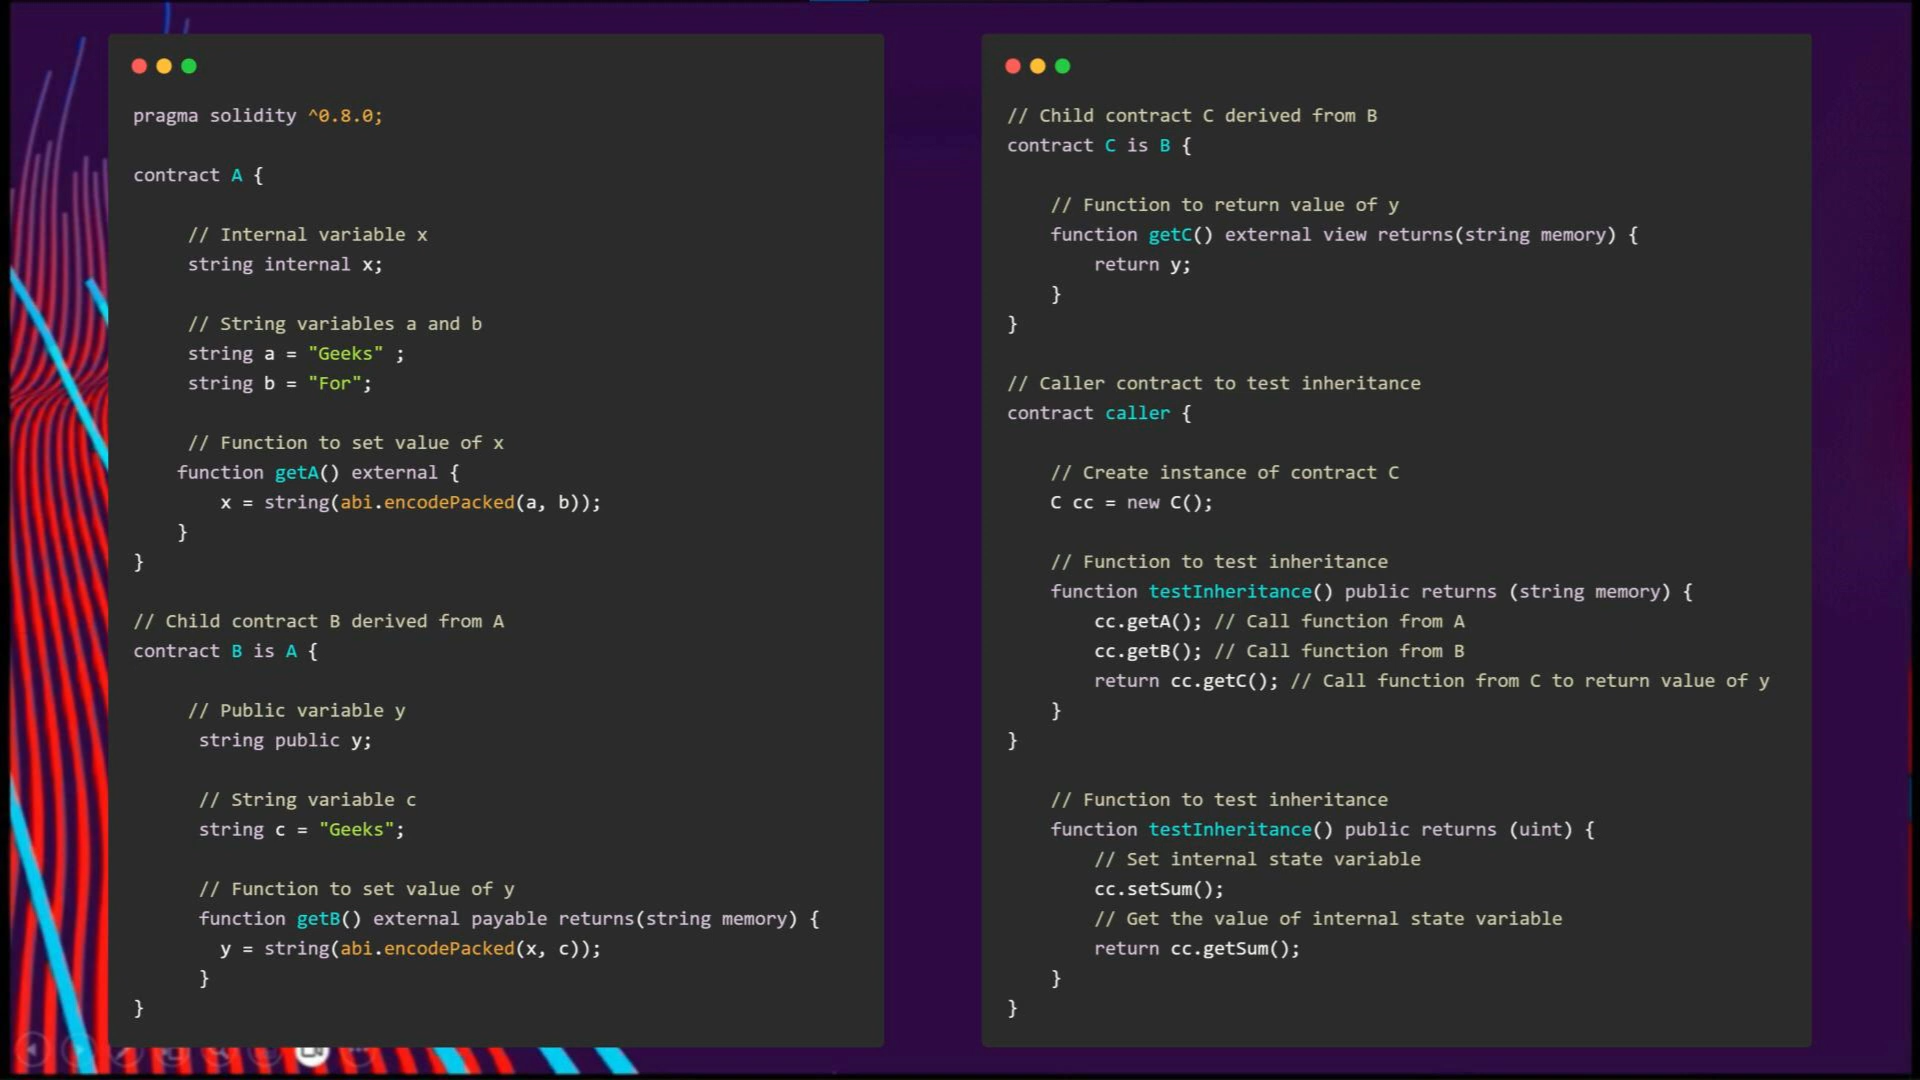 pragma solidity ^0.8.0;
contract A {
// Internal variable x
string internal x;
// String variables a and b
string a = "Geeks" ;
string b = "For";
// Function to set value of x
function getA() external {
x = string(abi.encodePacked(a, b));
}
}
// Child contract B derived from A
contract B is A {
// Public variable y
string public y;
// String variable c
string c = "Geeks";
// Function to set value of y
function getB() external payable returns(string memory) {
y = string(abi.encodePacked(x, c));
}
}
// Child contract C derived from B
contract C is B {
// Function to return value of y
function getC() external view returns(string memory) {
return y;
}
}
// Caller contract to test inheritance
contract caller {
// Create instance of contract C
C cc = new C();
// Function to test inheritance
function testInheritance() public returns (string memory) {
cc.getA(); // Call function from A
cc.getB(); // Call function from B
return cc.getC(); // Call function from C to return value of y
}
}
// Function to test inheritance
function testInheritance() public returns (uint) {
// Set internal state variable
cc.setSum();
// Get the value of internal state variable
return cc.getSum();
}
}